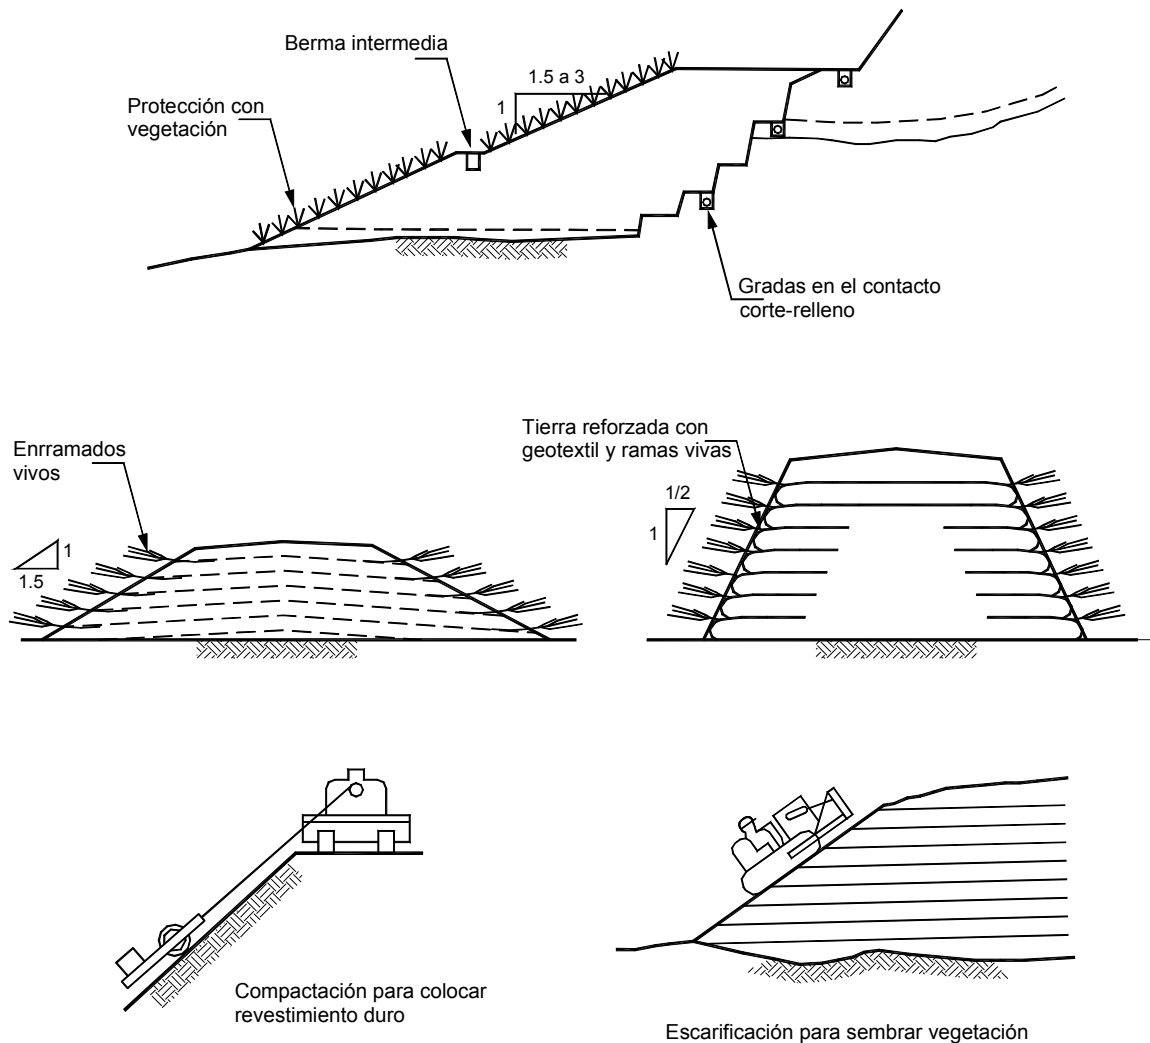 Berma intermedia
1.5 a 3
1
Protección con
vegetación
Gradas en el contacto
corte-relleno
Enrramados
vivos
1
1.5
Tierra reforzada con
geotextil y ramas vivas
1/2
1
Compactación para colocar
revestimiento duro
Escarificación para sembrar vegetación